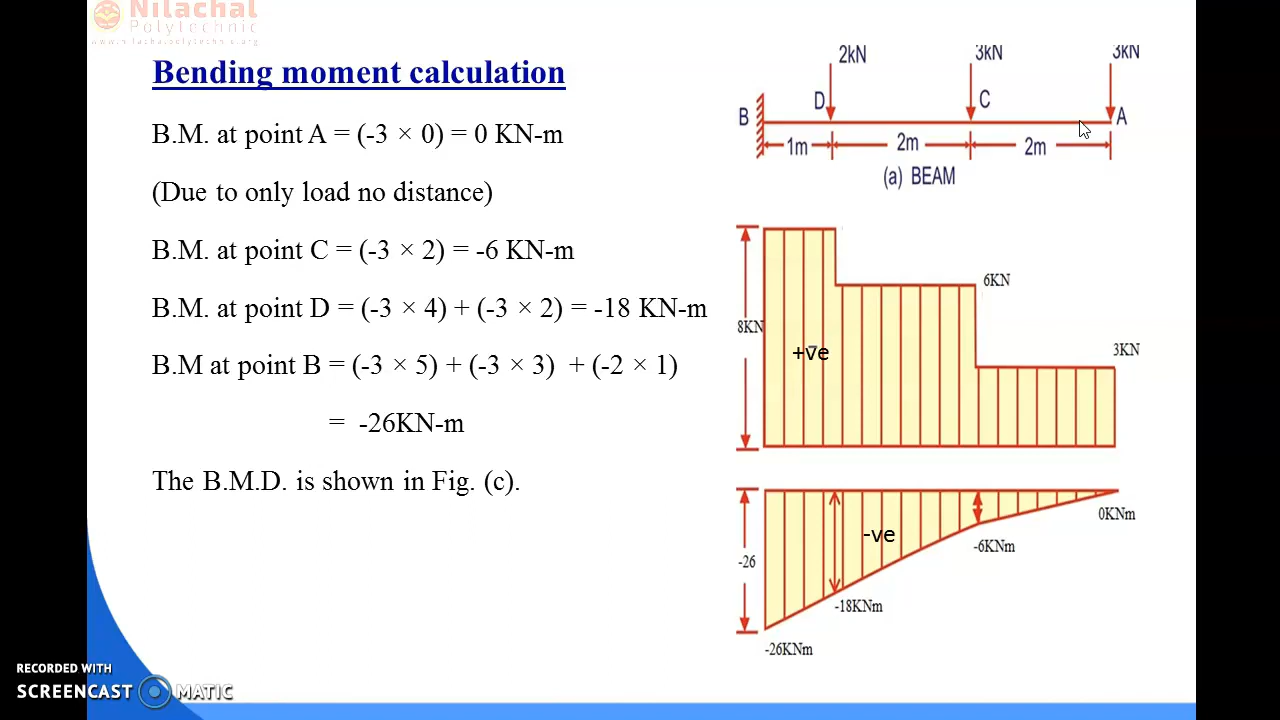 Nilachal
Polytechnic
www.nilachalpolytechnic.org
Bending moment calculation
B.M. at point A = (-3 × 0) = 0 KN-m
(Due to only load no distance)
B.M. at point C = (-3 × 2) = -6 KN-m
B.M. at point D = (-3 × 4) + (-3 × 2) = -18 KN-m
B.M at point B = (-3 × 5) + (-3 × 3) + (-2 × 1)
= -26KN-m
The B.M.D. is shown in Fig. (c).
2kN 3kN 3kN
B D C A
1m 2m 2m
(a) BEAM
8KN
+ve
6KN
3KN
-26
-ve
0KNm
-6KNm
-18KNm
-26KNm
RECORDED WITH
SCREENCAST MATIC